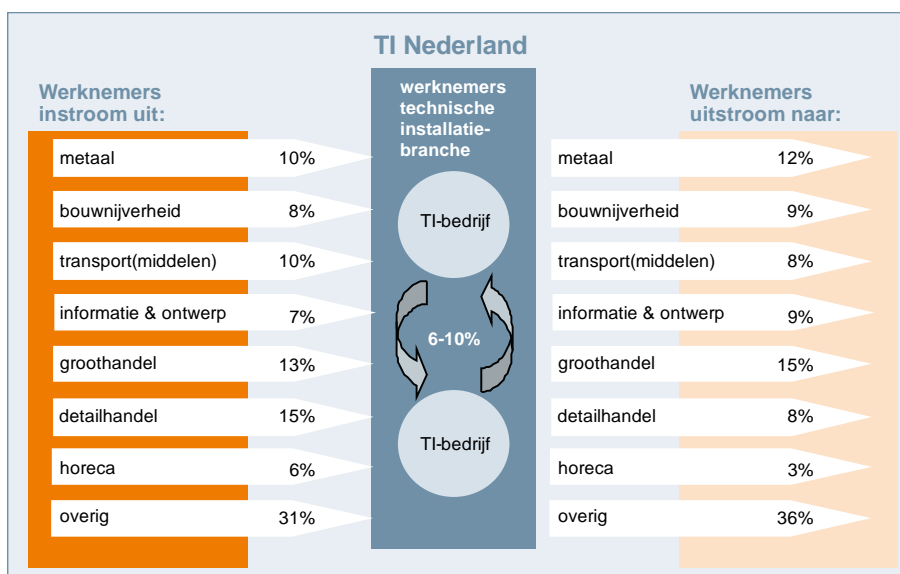 TI Nederland
Werknemers
instroom uit:
metaal 10%
bouwnijverheid 8%
transport(middelen) 10%
informatie & ontwerp 7%
groothandel 13%
detailhandel 15%
horeca 6%
overig 31%
werknemers
technische
installatie-
branche
TI-bedrijf
6-10%
TI-bedrijf
Werknemers
uitstroom naar:
metaal 12%
bouwnijverheid 9%
transport(middelen) 8%
informatie & ontwerp 9%
groothandel 15%
detailhandel 8%
horeca 3%
overig 36%